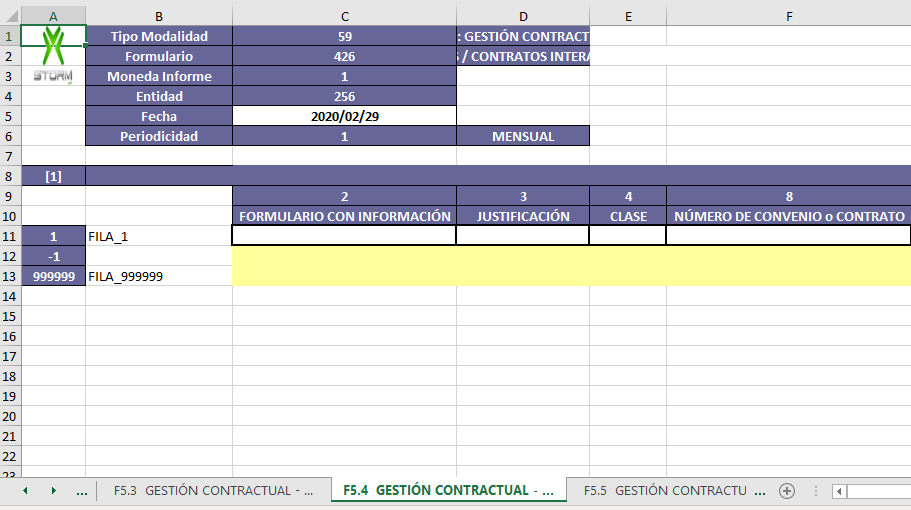 A B C D E F
1 Tipo Modalidad 59 : GESTIÓN CONTRACT
2 Formulario 426 / CONTRATOS INTERA
STORM
3 Moneda Informe 1
4 Entidad 256
5 Fecha 2020/02/29
6 Periodicidad 1 MENSUAL
7
8 [1]
9 2 3 4 8
10 FORMULARIO CON INFORMACIÓN JUSTIFICACIÓN CLASE NÚMERO DE CONVENIO o CONTRATO
11 1 FILA_1
12 -1
13 999999 FILA_999999
14
15
16
17
18
19
20
21
22
23
... F5.3 GESTIÓN CONTRACTUAL - ... F5.4 GESTIÓN CONTRACTUAL - ... F5.5 GESTIÓN CONTRACTU ...